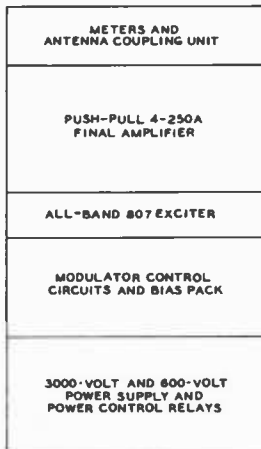 METERS AND
ANTENNA COUPLING UNIT
PUSH-PULL 4-250A
FINAL AMPLIFIER
ALL-BAND 807 EXCITER
MODULATOR CONTROL
CIRCUITS AND BIAS PACK
3000-VOLT AND 600-VOLT
POWER SUPPLY AND
POWER CONTROL RELAYS